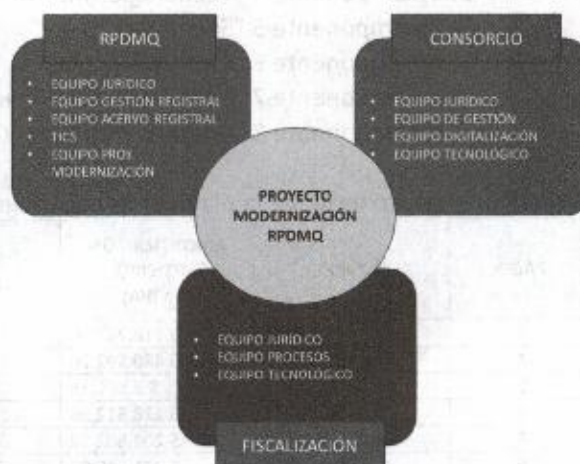 RPDMQ
• EQUIPO JURÍDICO
• EQUIPO GESTIÓN REGISTRAL
• EQUIPO ACERVO REGISTRAL
• TICS
• EQUIPO PROY
MODERNIZACIÓN
CONSORCIO
• EQUIPO JURÍDICO
• EQUIPO DE GESTIÓN
• EQUIPO DIGITALIZACIÓN
• EQUIPO TECNOLÓGICO
PROYECTO
MODERNIZACIÓN
RPDMQ
• EQUIPO JURÍDICO
• EQUIPO PROCESOS
• EQUIPO TECNOLÓGICO
FISCALIZACIÓN